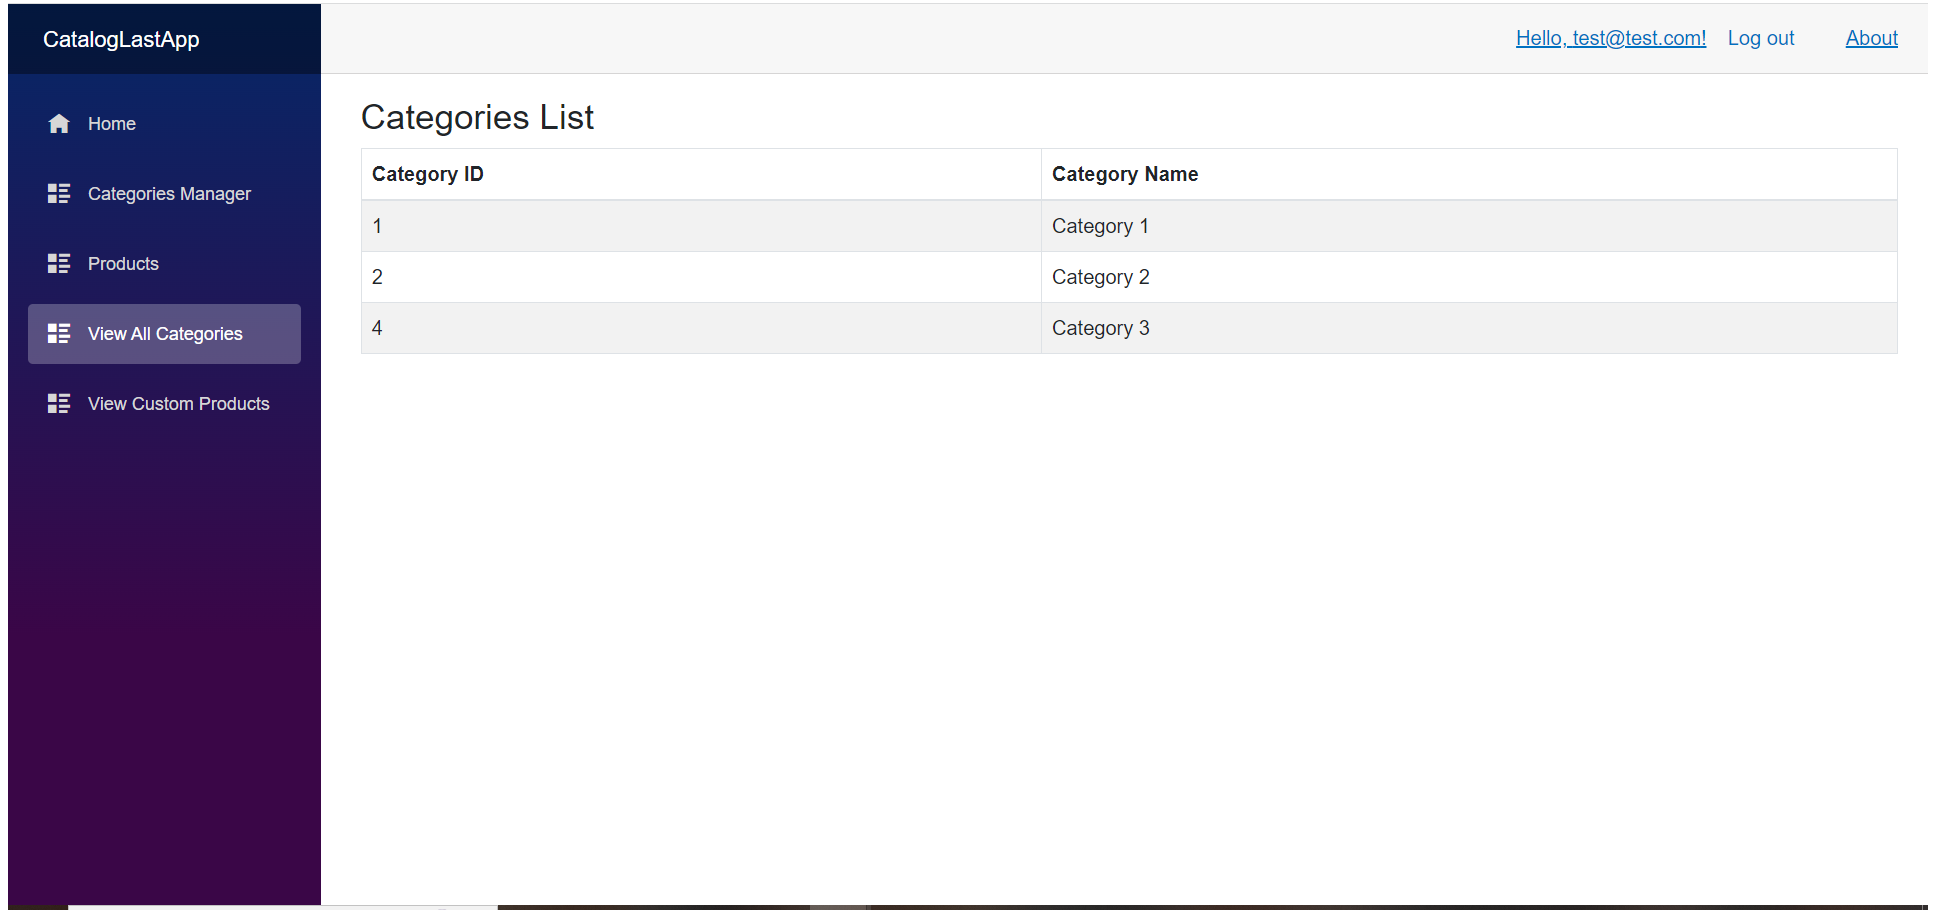 CatalogLastApp
Hello, test@test.com! Log out About
Home
Categories Manager
Products
View All Categories
View Custom Products
Categories List
Category ID Category Name
1 Category 1
2 Category 2
4 Category 3